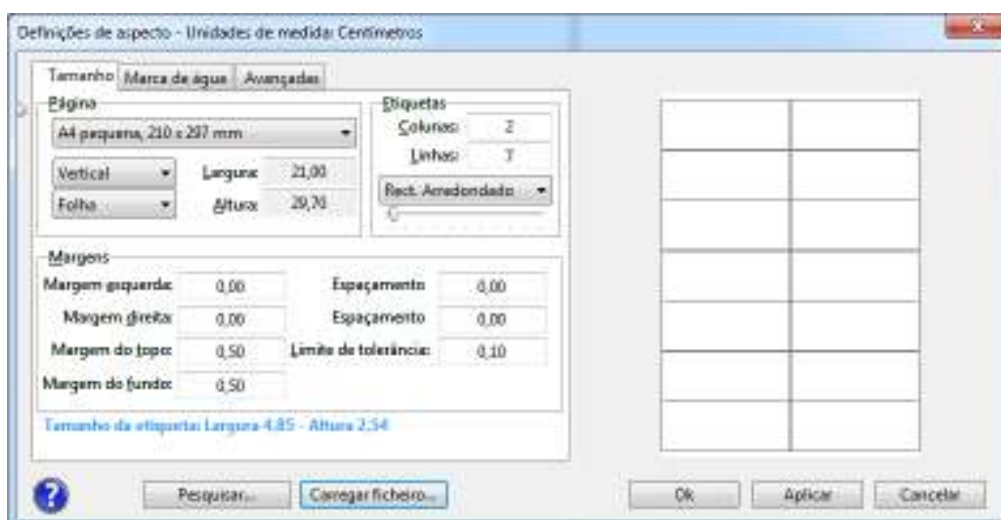 Definições de aspecto - Unidades de medida: Centímetros
Tamanho Marca de água Avançadas
Página
A4 pequena, 210 x 297 mm
Vertical Largura: 21,00
Folha Altura: 29,70
Etiquetas
Colunas: 2
Linhas: 7
Rect. Arredondado
Margens
Margem esquerda: 0,00 Espaçamento 0,00
Margem direita: 0,00 Espaçamento 0,00
Margem do topo: 0,50 Limite de tolerância: 0,10
Margem do fundo: 0,50
Tamanho da etiqueta: Largura 4.85 - Altura 2.54
? Pesquisar... Carregar ficheiro... Ok Aplicar Cancelar